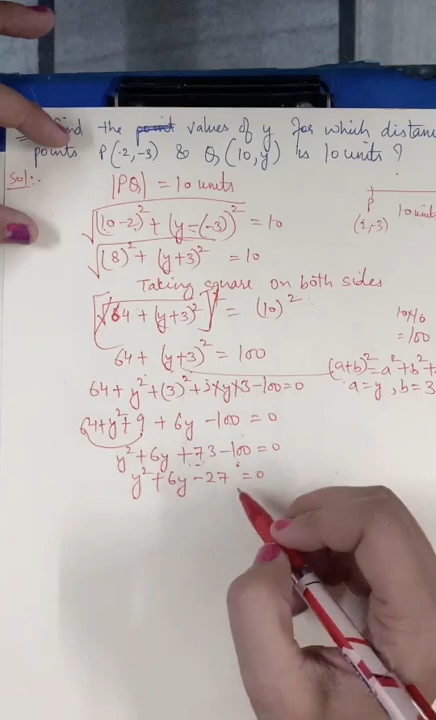 Find the values of y for which distan
points P(2,-3) & Q(10,y) is 10 units ?
Sol:-
|PQ| = 10 units
P
10 unit
(2,-3)
√(10-2)² + (y-(-3))² = 10
√(8)² + (y+3)² = 10
Taking square on both sides
[√64 + (y+3)²]² = (10)²
10×10
=100
64 + (y+3)² = 100
(a+b)² = a²+b²+
a=y, b=3
64 + y² + (3)² + 2×y×3 - 100 = 0
64 + y² + 9 + 6y - 100 = 0
y² + 6y + 73 - 100 = 0
y² + 6y - 27 = 0